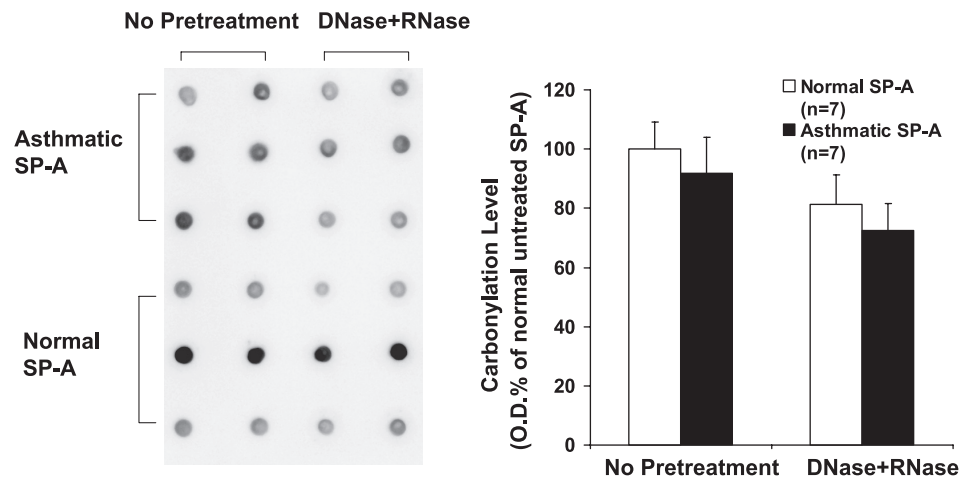 No Pretreatment DNase+RNase
Asthmatic
SP-A
Normal
SP-A
Carbonylation Level
(O.D.% of normal untreated SP-A)
120
100
80
60
40
20
0
Normal SP-A
(n=7)
Asthmatic SP-A
(n=7)
No Pretreatment DNase+RNase